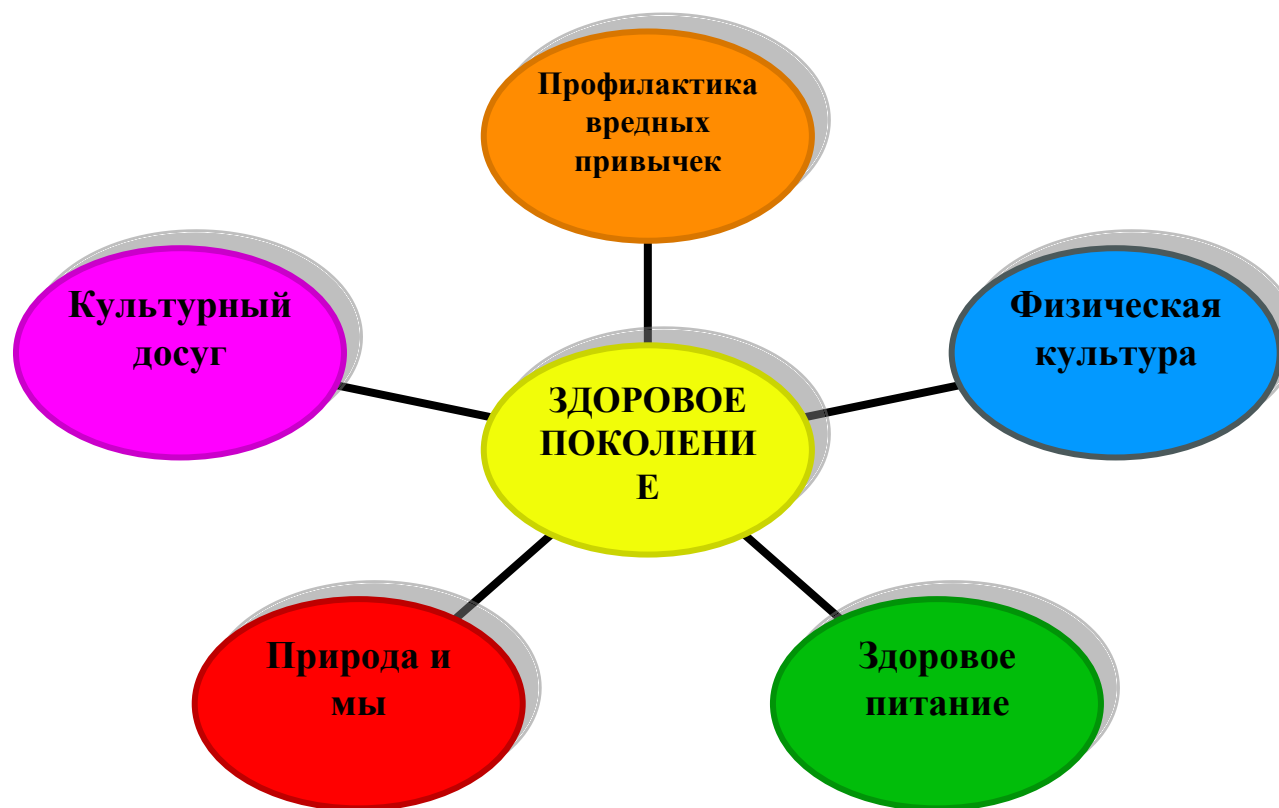 Профилактика
вредных
привычек
Культурный
досуг
Физическая
культура
ЗДОРОВОЕ
ПОКОЛЕНИ
Е
Природа и
мы
Здоровое
питание